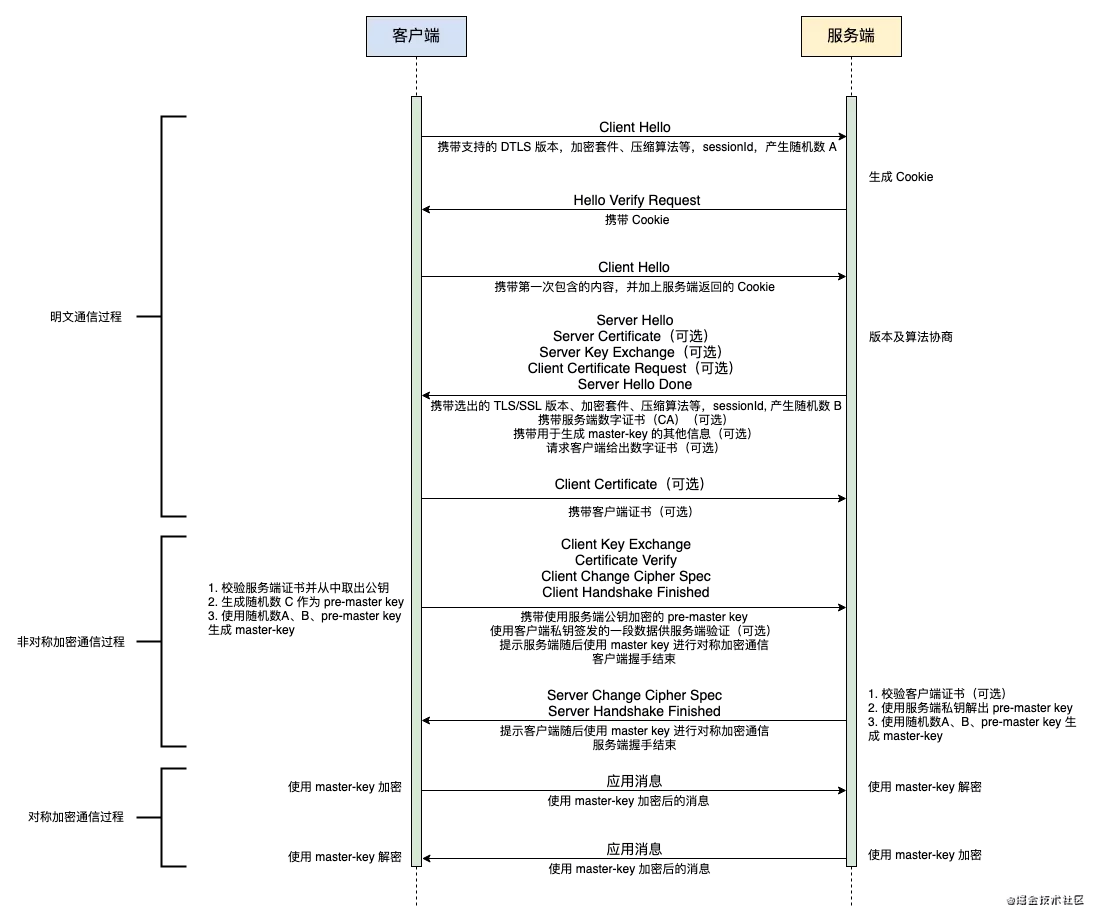 客户端
服务端
Client Hello
携带支持的 DTLS 版本，加密套件、压缩算法等，sessionId，产生随机数 A
生成 Cookie
Hello Verify Request
携带 Cookie
Client Hello
携带第一次包含的内容，并加上服务端返回的 Cookie
明文通信过程
Server Hello
Server Certificate（可选）
Server Key Exchange（可选）
Client Certificate Request（可选）
Server Hello Done
版本及算法协商
携带选出的 TLS/SSL 版本、加密套件、压缩算法等，sessionId, 产生随机数 B
携带服务端数字证书（CA）（可选）
携带用于生成 master-key 的其他信息（可选）
请求客户端给出数字证书（可选）
Client Certificate（可选）
携带客户端证书（可选）
Client Key Exchange
Certificate Verify
Client Change Cipher Spec
Client Handshake Finished
1. 校验服务端证书并从中取出公钥
2. 生成随机数 C 作为 pre-master key
3. 使用随机数A、B、pre-master key
生成 master-key
非对称加密通信过程
携带使用服务端公钥加密的 pre-master key
使用客户端私钥签发的一段数据供服务端验证（可选）
提示服务端随后使用 master key 进行对称加密通信
客户端握手结束
Server Change Cipher Spec
Server Handshake Finished
1. 校验客户端证书（可选）
2. 使用服务端私钥解出 pre-master key
3. 使用随机数A、B、pre-master key 生
成 master-key
提示客户端随后使用 master key 进行对称加密通信
服务端握手结束
对称加密通信过程
使用 master-key 加密
应用消息
使用 master-key 加密后的消息
使用 master-key 解密
使用 master-key 解密
应用消息
使用 master-key 加密后的消息
使用 master-key 加密
@掘金技术社区